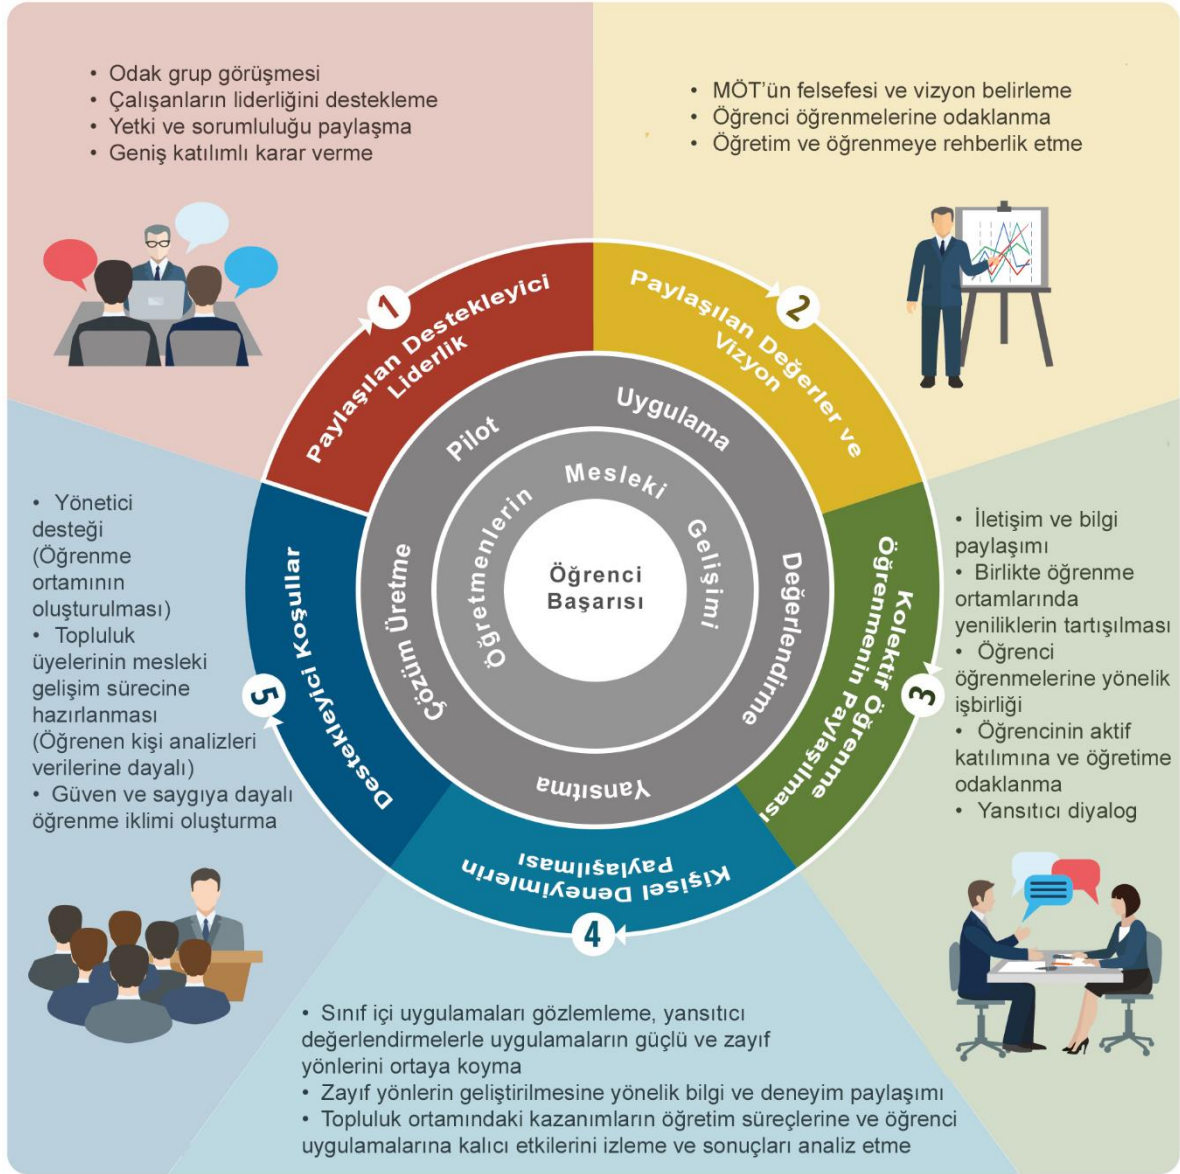 • Odak grup görüşmesi
• Çalışanların liderliğini destekleme
• Yetki ve sorumluluğu paylaşma
• Geniş katılımlı karar verme
• MÖT'ün felsefesi ve vizyon belirleme
• Öğrenci öğrenmelerine odaklanma
• Öğretim ve öğrenmeye rehberlik etme
1
Paylaşılan Destekleyici
Liderlik
2
Paylaşılan Değerler ve
Vizyon
3
Kolektif Öğrenme
Öğrenmenin Paylaşılması
4
Kişisel Deneyimlerin
Paylaşılması
5
Destekleyici Koşullar
Pilot
Uygulama
Değerlendirme
Yansıtma
Çözüm Üretme
Öğretmenlerin Mesleki Gelişimi
Öğrenci
Başarısı
• Yönetici
desteği
(Öğrenme
ortamının
oluşturulması)
• Topluluk
üyelerinin mesleki
gelişim sürecine
hazırlanması
(Öğrenen kişi analizleri
verilerine dayalı)
• Güven ve saygıya dayalı
öğrenme iklimi oluşturma
• İletişim ve bilgi
paylaşımı
• Birlikte öğrenme
ortamlarında
yeniliklerin tartışılması
• Öğrenci
öğrenmelerine yönelik
işbirliği
• Öğrencinin aktif
katılımına ve öğretime
odaklanma
• Yansıtıcı diyalog
• Sınıf içi uygulamaları gözlemleme, yansıtıcı
değerlendirmelerle uygulamaların güçlü ve zayıf
yönlerini ortaya koyma
• Zayıf yönlerin geliştirilmesine yönelik bilgi ve deneyim paylaşımı
• Topluluk ortamındaki kazanımların öğretim süreçlerine ve öğrenci
uygulamalarına kalıcı etkilerini izleme ve sonuçları analiz etme